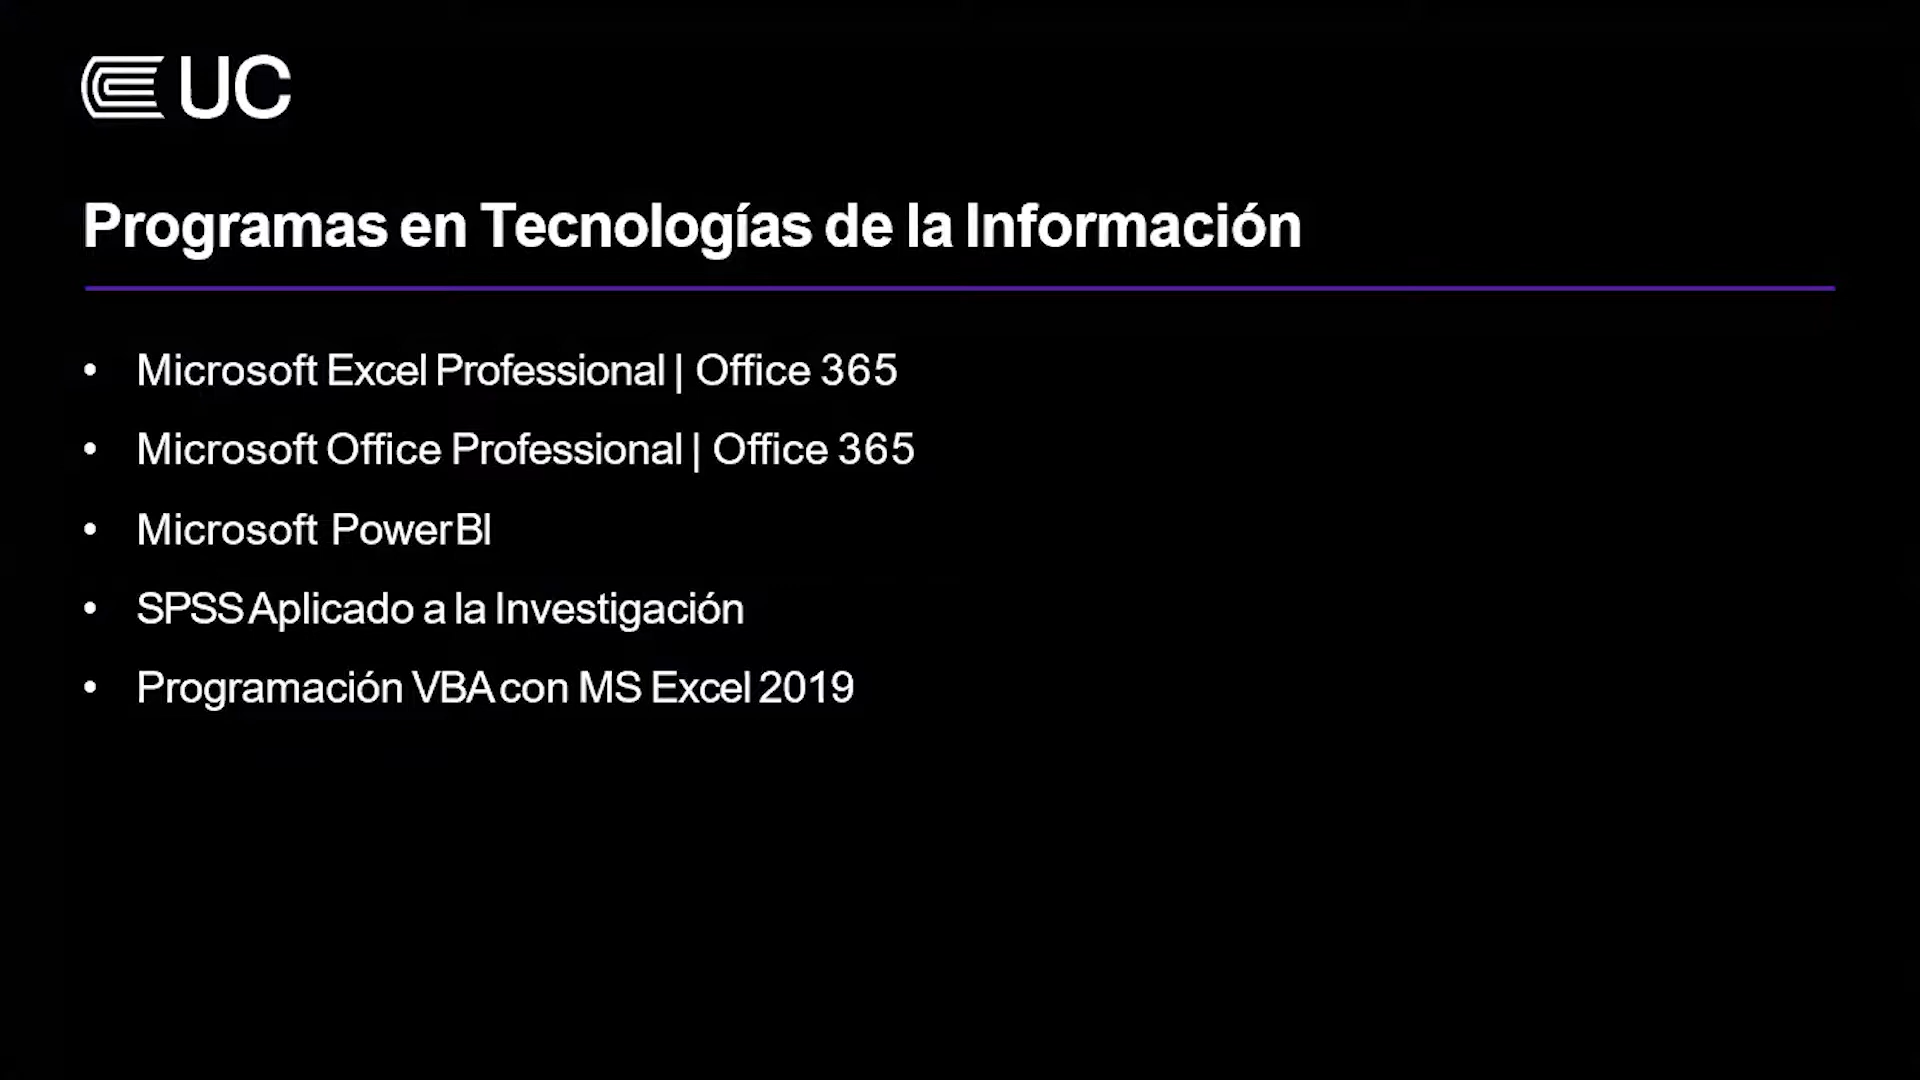 UC
Programas en Tecnologías de la Información
• Microsoft Excel Professional | Office 365
• Microsoft Office Professional | Office 365
• Microsoft PowerBI
• SPSS Aplicado a la Investigación
• Programación VBA con MS Excel 2019